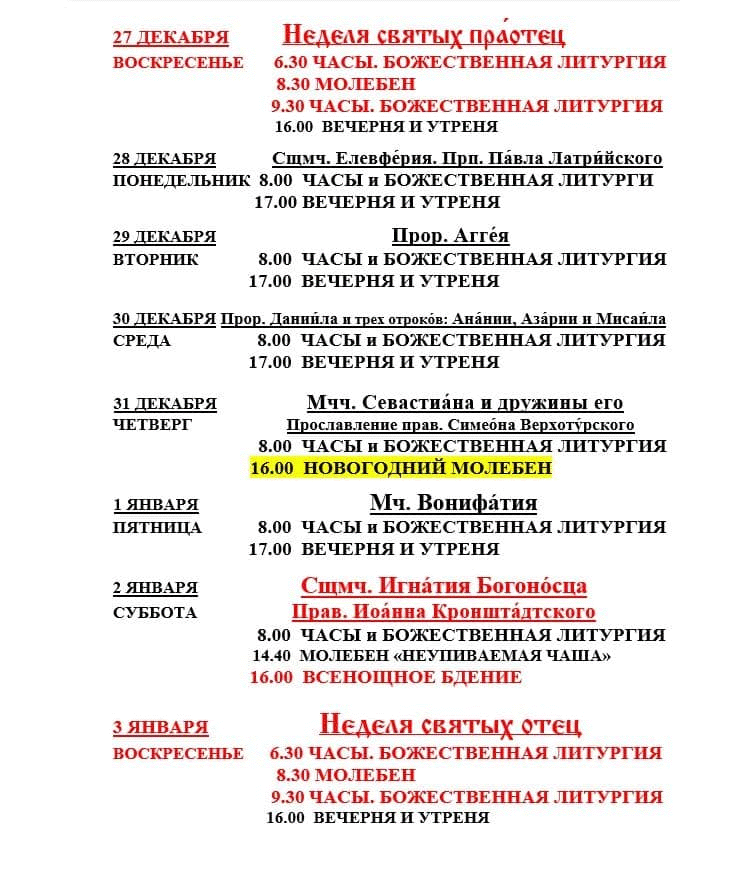 27 ДЕКАБРЯ Неделя святых пра́отец
ВОСКРЕСЕНЬЕ 6.30 ЧАСЫ. БОЖЕСТВЕННАЯ ЛИТУРГИЯ
8.30 МОЛЕБЕН
9.30 ЧАСЫ. БОЖЕСТВЕННАЯ ЛИТУРГИЯ
16.00 ВЕЧЕРНЯ И УТРЕНЯ
28 ДЕКАБРЯ Сщмч. Елевфе́рия. Прп. Па́вла Латри́йского
ПОНЕДЕЛЬНИК 8.00 ЧАСЫ и БОЖЕСТВЕННАЯ ЛИТУРГИ
17.00 ВЕЧЕРНЯ И УТРЕНЯ
29 ДЕКАБРЯ Прор. Агге́я
ВТОРНИК 8.00 ЧАСЫ и БОЖЕСТВЕННАЯ ЛИТУРГИЯ
17.00 ВЕЧЕРНЯ И УТРЕНЯ
30 ДЕКАБРЯ Прор. Дании́ла и трех отроко́в: Ана́нии, Аза́рии и Мисаи́ла
СРЕДА 8.00 ЧАСЫ и БОЖЕСТВЕННАЯ ЛИТУРГИЯ
17.00 ВЕЧЕРНЯ И УТРЕНЯ
31 ДЕКАБРЯ Мчч. Севастиа́на и дружины его
ЧЕТВЕРГ Прославление прав. Симео́на Верхоту́рского
8.00 ЧАСЫ и БОЖЕСТВЕННАЯ ЛИТУРГИЯ
16.00 НОВОГОДНИЙ МОЛЕБЕН
1 ЯНВАРЯ Мч. Вонифа́тия
ПЯТНИЦА 8.00 ЧАСЫ и БОЖЕСТВЕННАЯ ЛИТУРГИЯ
17.00 ВЕЧЕРНЯ И УТРЕНЯ
2 ЯНВАРЯ Сщмч. Игна́тия Богоно́сца
СУББОТА Прав. Иоа́нна Кроншта́дтского
8.00 ЧАСЫ и БОЖЕСТВЕННАЯ ЛИТУРГИЯ
14.40 МОЛЕБЕН «НЕУПИВАЕМАЯ ЧАША»
16.00 ВСЕНОЩНОЕ БДЕНИЕ
3 ЯНВАРЯ Неделя святых отец
ВОСКРЕСЕНЬЕ 6.30 ЧАСЫ. БОЖЕСТВЕННАЯ ЛИТУРГИЯ
8.30 МОЛЕБЕН
9.30 ЧАСЫ. БОЖЕСТВЕННАЯ ЛИТУРГИЯ
16.00 ВЕЧЕРНЯ И УТРЕНЯ